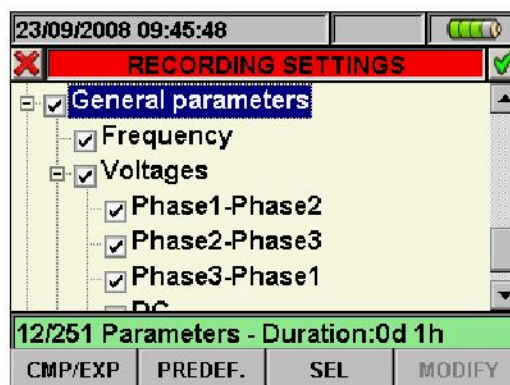 23/09/2008 09:45:48
RECORDING SETTINGS
General parameters
Frequency
Voltages
Phase1-Phase2
Phase2-Phase3
Phase3-Phase1
DC
12/251 Parameters - Duration:0d 1h
CMP/EXP PREDEF. SEL MODIFY